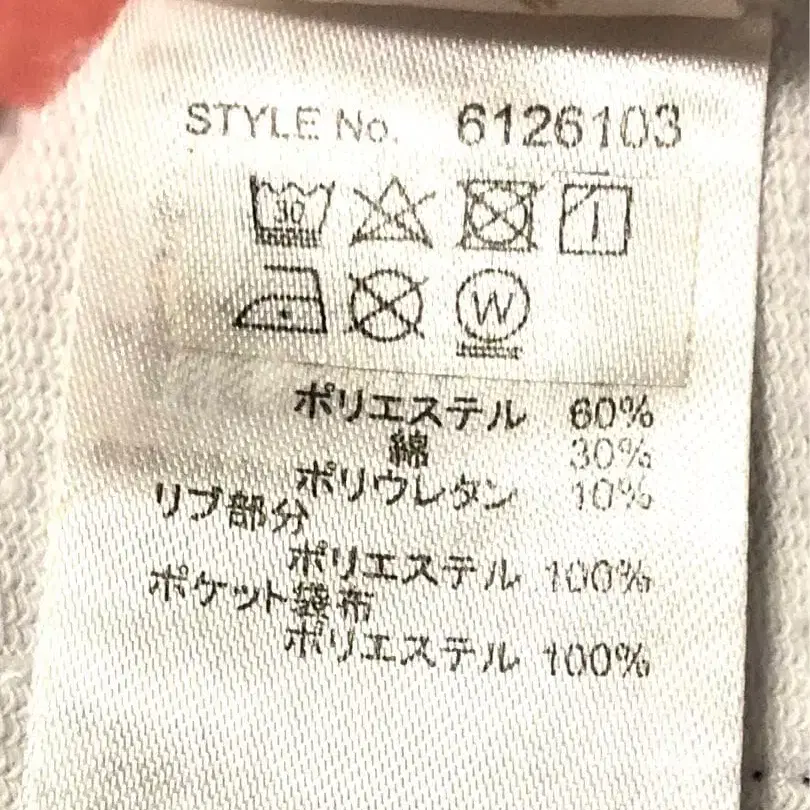 STYLE No. 6126103
30
W
ポリエステル 60%
綿 30%
ポリウレタン 10%
リブ部分
ポリエステル 100%
ポケット袋布
ポリエステル 100%